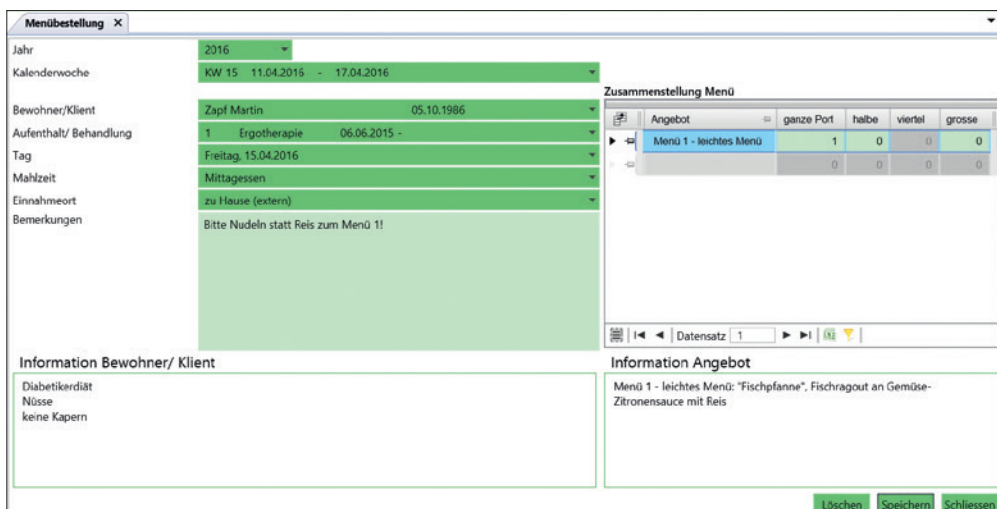 Menübestellung X
Jahr 2016
Kalenderwoche KW 15 11.04.2016 - 17.04.2016
Bewohner/Klient Zapf Martin 05.10.1986
Aufenthalt/ Behandlung 1 Ergotherapie 06.06.2015 -
Tag Freitag, 15.04.2016
Mahlzeit Mittagessen
Einnahmeort zu Hause (extern)
Bemerkungen Bitte Nudeln statt Reis zum Menü 1!
Zusammenstellung Menü
Angebot ganze Port halbe viertel grosse
Menü 1 - leichtes Menü 1 0 0 0
0 0 0 0
Datensatz 1
Information Bewohner/ Klient
Diabetikerdiät
Nüsse
keine Kapern
Information Angebot
Menü 1 - leichtes Menü: "Fischpfanne", Fischragout an Gemüse-
Zitronensauce mit Reis
Löschen Speichern Schliessen